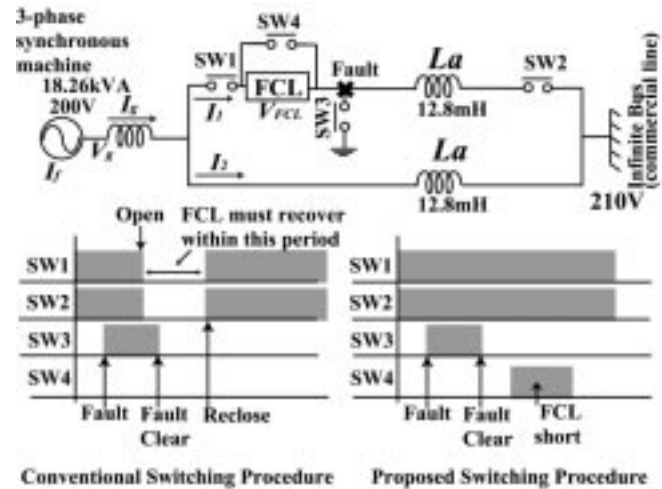 3-phase
synchronous
machine
18.26kVA
200V
SW4
SW1
Fault
La
SW2
Ig
FCL
I1
VFCL
SW3
12.8mH
Vg
If
I2
La
12.8mH
Infinite Bus
(commercial line)
210V
Open
FCL must recover
within this period
SW1
SW2
SW3
SW4
Fault
Fault
Clear
Reclose
SW1
SW2
SW3
SW4
Fault
Fault
Clear
FCL
short
Conventional Switching Procedure
Proposed Switching Procedure